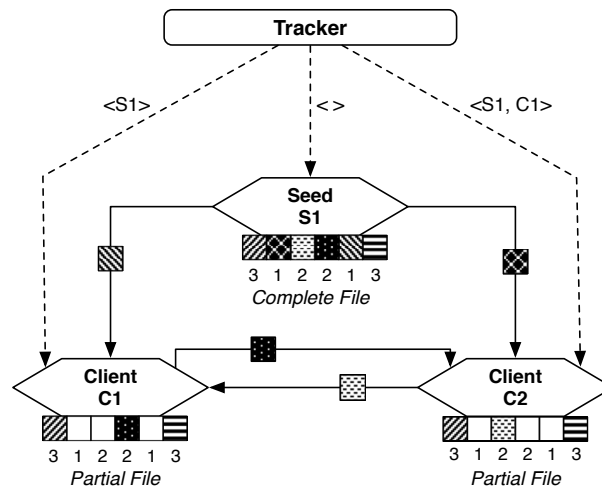 Tracker
<S1>
< >
<S1, C1>
Seed
S1
3 1 2 2 1 3
Complete File
Client
C1
3 1 2 2 1 3
Partial File
Client
C2
3 1 2 2 1 3
Partial File